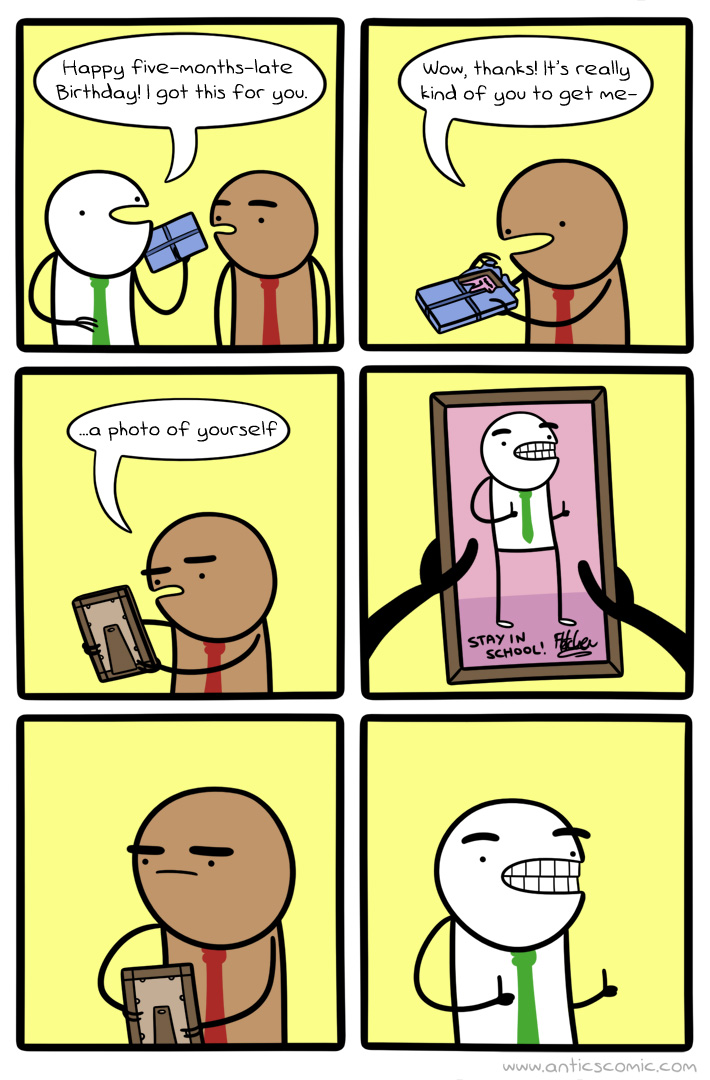 Happy five-months-late
Birthday! I got this for you.
Wow, thanks! It's really
kind of you to get me-
...a photo of yourself
STAY IN
SCHOOL!
www.anticscomic.com